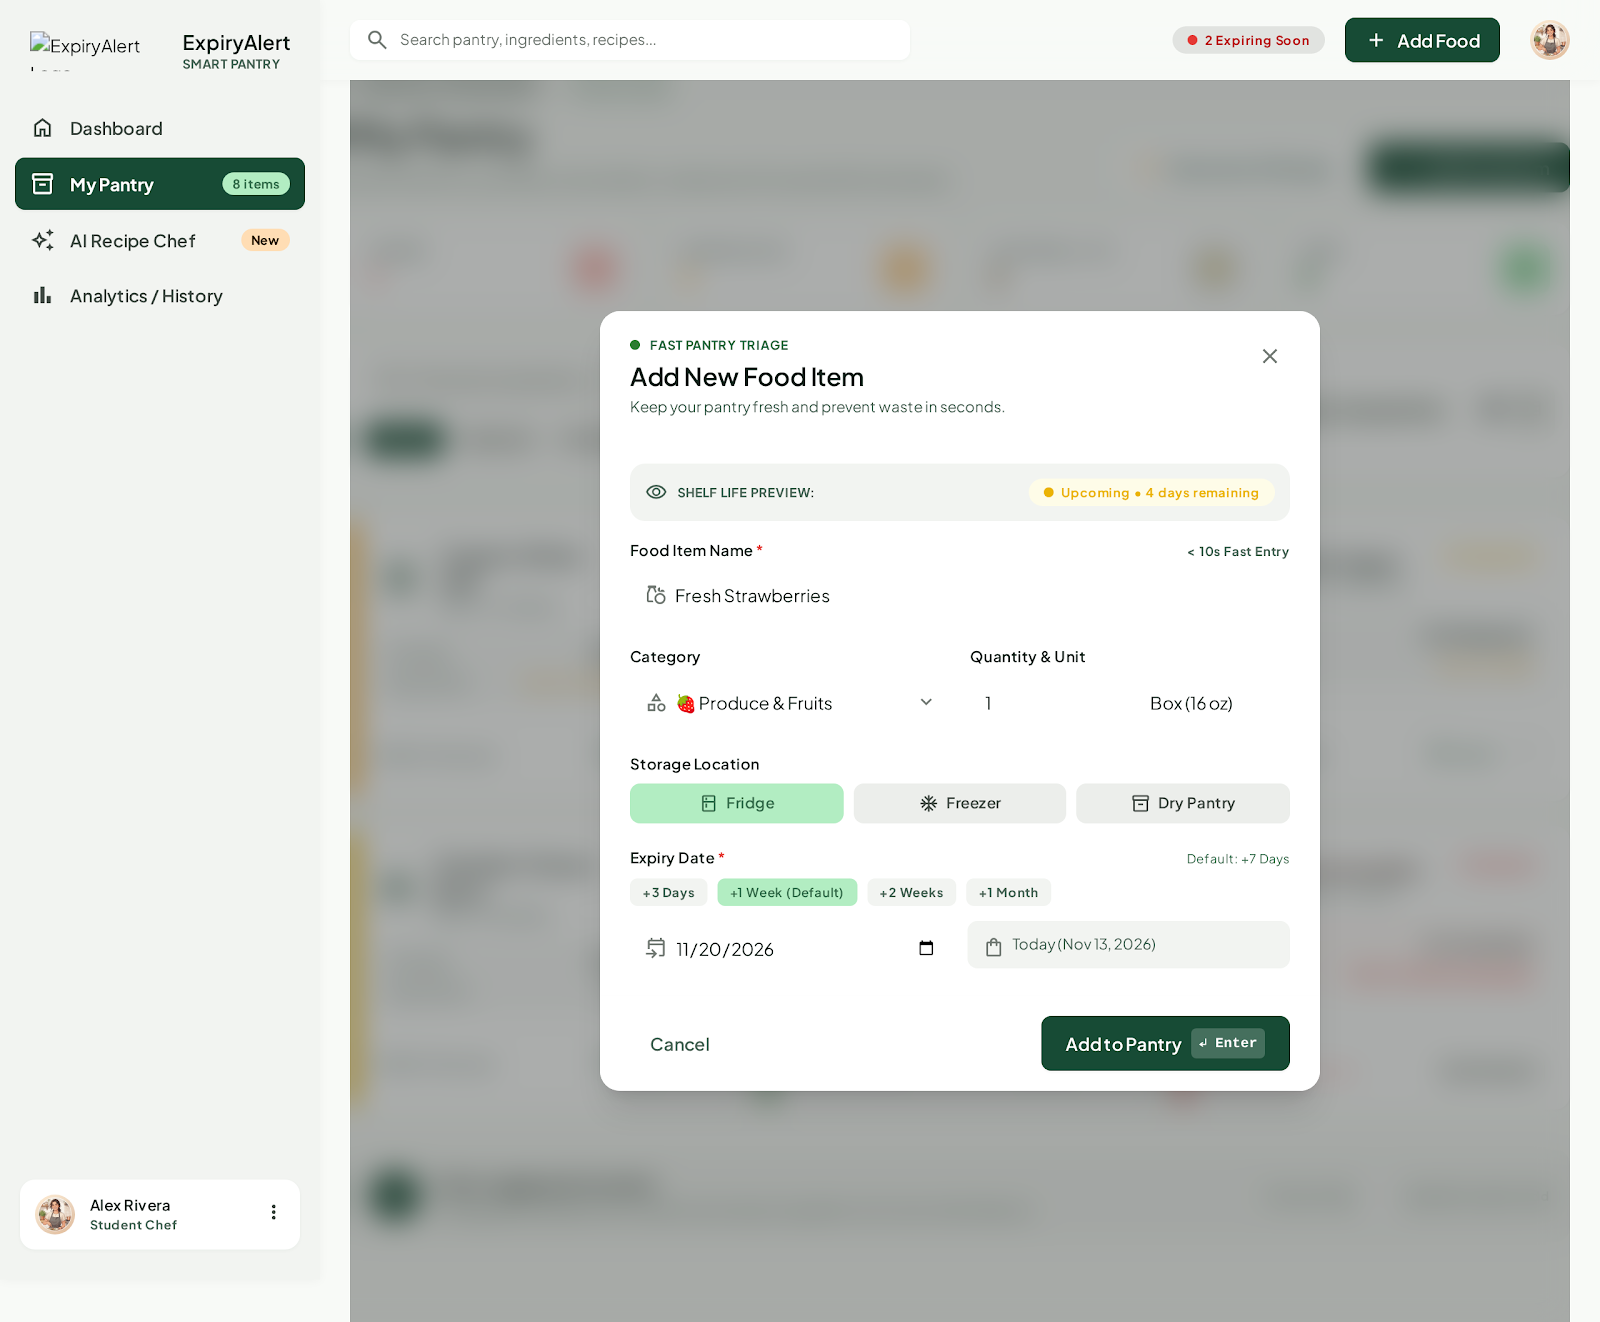 ExpiryAlert
ExpiryAlert
SMART PANTRY
Search pantry, ingredients, recipes...
2 Expiring Soon
Add Food
Dashboard
My Pantry
8 items
AI Recipe Chef
New
Analytics / History
FAST PANTRY TRIAGE
Add New Food Item
Keep your pantry fresh and prevent waste in seconds.
SHELF LIFE PREVIEW:
Upcoming • 4 days remaining
Food Item Name *
< 10s Fast Entry
Fresh Strawberries
Category
Quantity & Unit
🍓 Produce & Fruits
1
Box (16 oz)
Storage Location
Fridge
Freezer
Dry Pantry
Expiry Date *
Default: +7 Days
+3 Days
+1 Week (Default)
+2 Weeks
+1 Month
11/20/2026
Today (Nov 13, 2026)
Cancel
Add to Pantry
↵ Enter
Alex Rivera
Student Chef